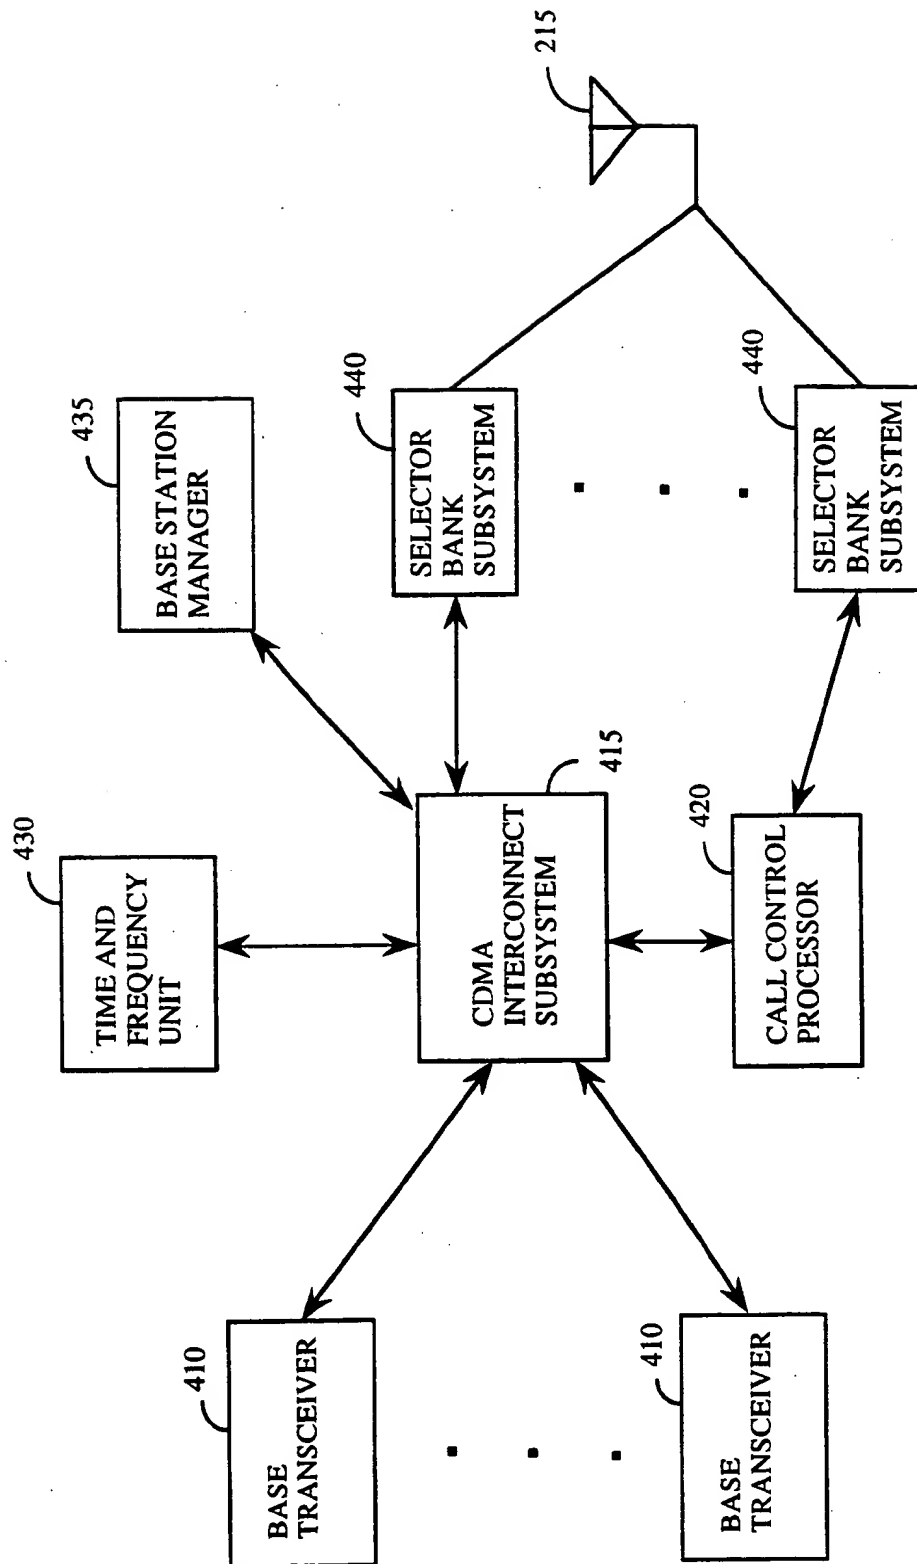 430
TIME AND
FREQUENCY
UNIT
435
BASE STATION
MANAGER
410
BASE
TRANSCEIVER
415
CDMA
INTERCONNECT
SUBSYSTEM
440
SELECTOR
BANK
SUBSYSTEM
215
410
BASE
TRANSCEIVER
420
CALL CONTROL
PROCESSOR
440
SELECTOR
BANK
SUBSYSTEM